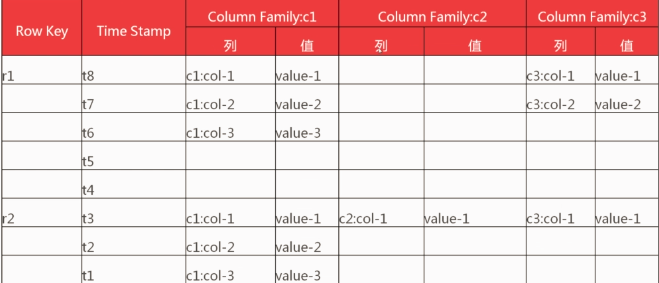 Row Key Time Stamp Column Family:c1 Column Family:c2 Column Family:c3
列 值 列 值 列 值
r1 t8 c1:col-1 value-1 c3:col-1 value-1
t7 c1:col-2 value-2 c3:col-2 value-2
t6 c1:col-3 value-3
t5
t4
r2 t3 c1:col-1 value-1 c2:col-1 value-1 c3:col-1 value-1
t2 c1:col-2 value-2
t1 c1:col-3 value-3